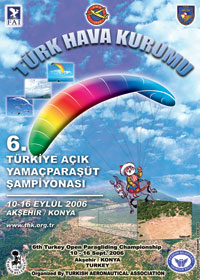 FAI
TÜRK HAVA KURUMU
6.
TÜRKİYE AÇIK
YAMAÇPARAŞÜT
ŞAMPİYONASI
10-16 EYLÜL 2006
AKŞEHİR / KONYA
www.thk.org.tr
6th Turkey Open Paragliding Championship
10 - 16 Sept. 2006
Akşehir / KONYA
TURKEY
Organized By TURKISH AERONAUTICAL ASSOCIATION